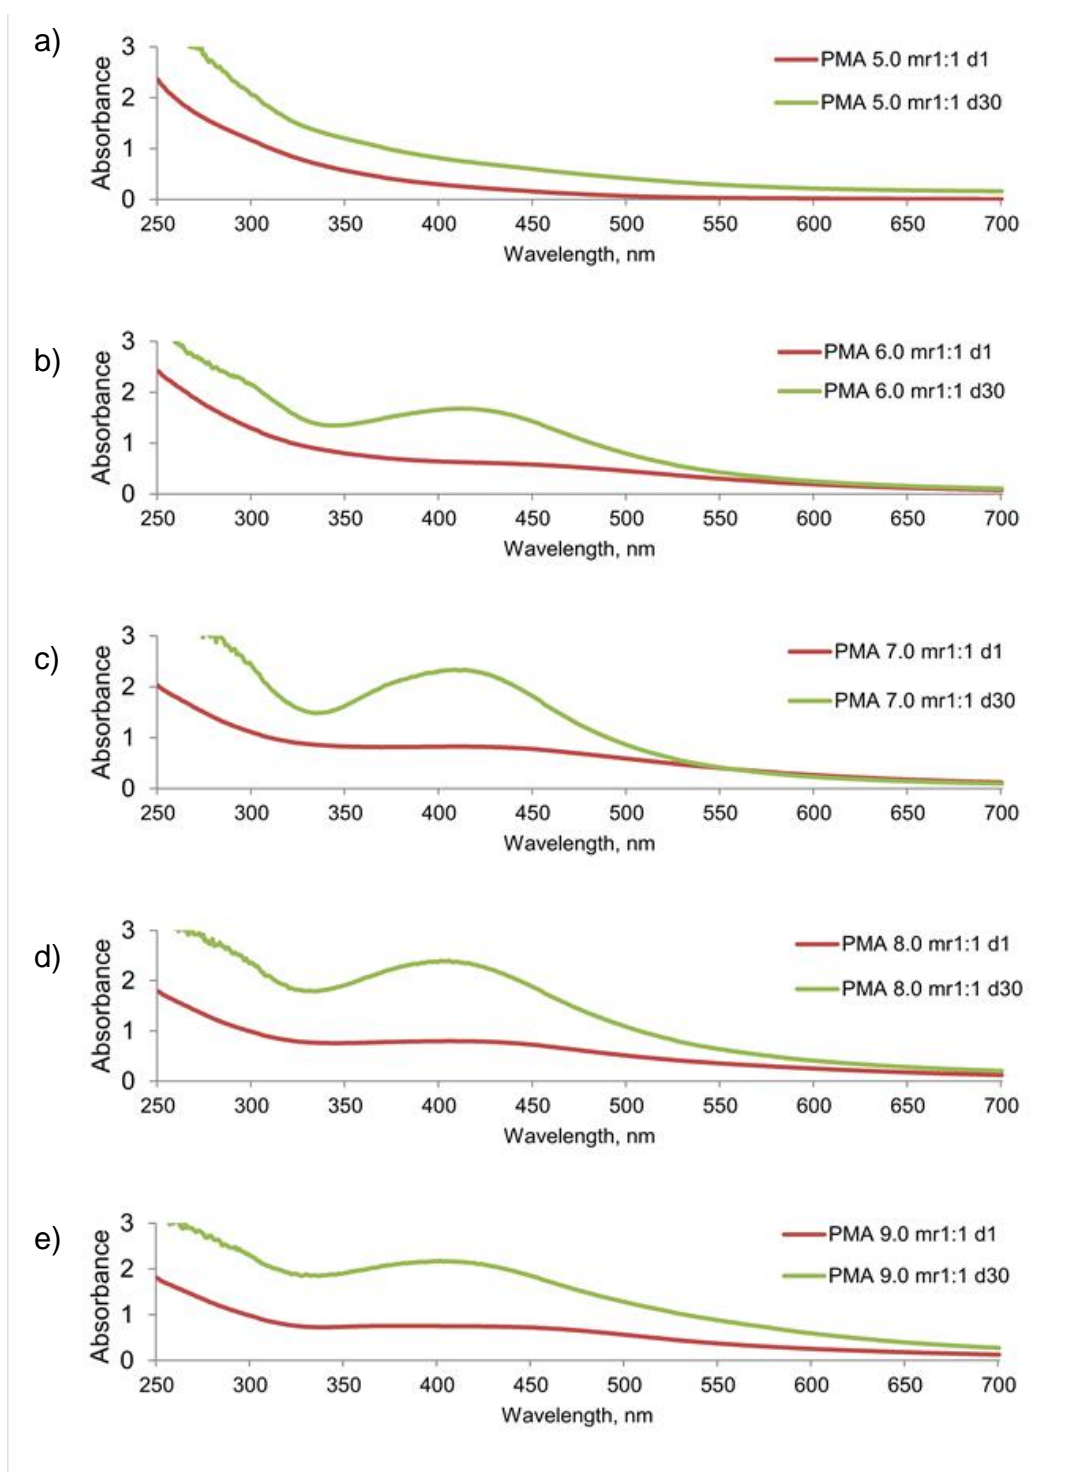 a)
Absorbance
3
2
1
0
PMA 5.0 mr1:1 d1
PMA 5.0 mr1:1 d30
250 300 350 400 450 500 550 600 650 700
Wavelength, nm
b)
Absorbance
3
2
1
0
PMA 6.0 mr1:1 d1
PMA 6.0 mr1:1 d30
250 300 350 400 450 500 550 600 650 700
Wavelength, nm
c)
Absorbance
3
2
1
0
PMA 7.0 mr1:1 d1
PMA 7.0 mr1:1 d30
250 300 350 400 450 500 550 600 650 700
Wavelength, nm
d)
Absorbance
3
2
1
0
PMA 8.0 mr1:1 d1
PMA 8.0 mr1:1 d30
250 300 350 400 450 500 550 600 650 700
Wavelength, nm
e)
Absorbance
3
2
1
0
PMA 9.0 mr1:1 d1
PMA 9.0 mr1:1 d30
250 300 350 400 450 500 550 600 650 700
Wavelength, nm